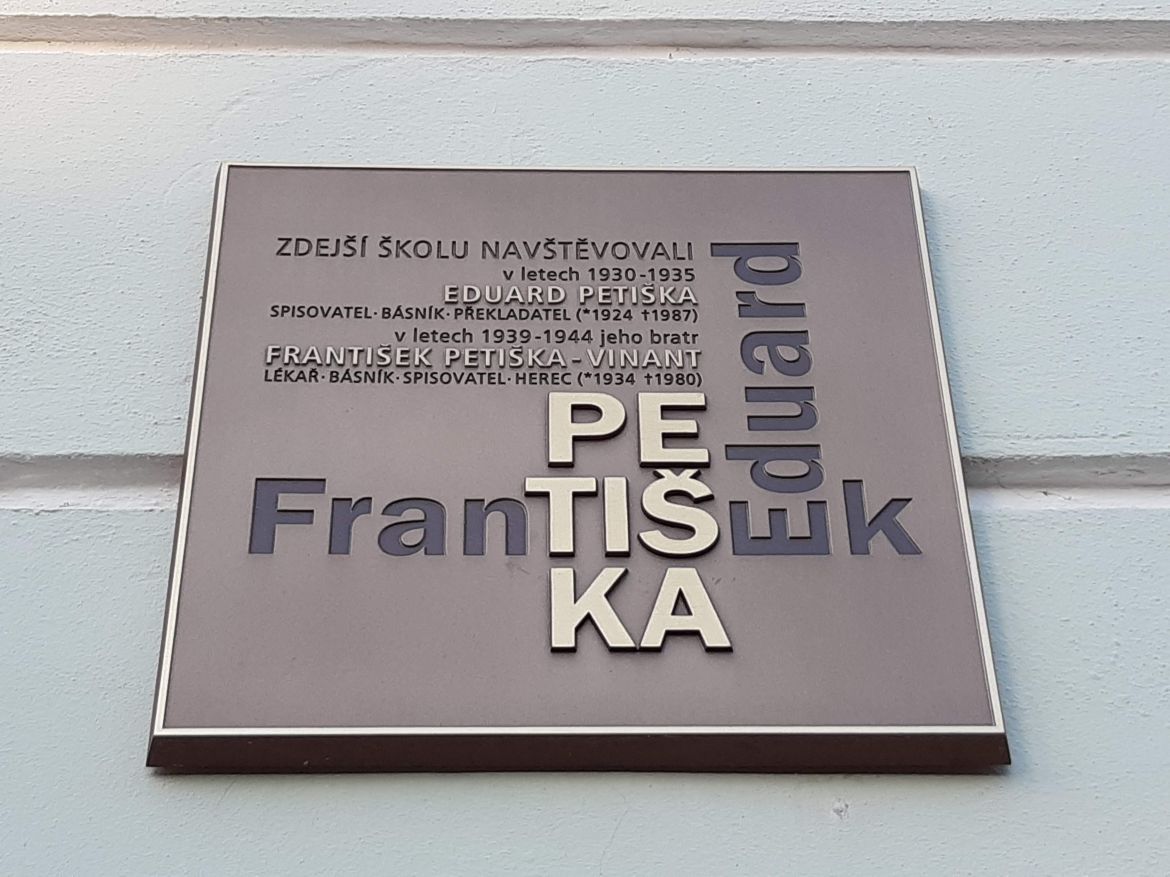 ZDEJŠÍ ŠKOLU NAVŠTĚVOVALI
v letech 1930-1935
EDUARD PETIŠKA
SPISOVATEL·BÁSNÍK·PŘEKLADATEL (*1924 †1987)
v letech 1939-1944 jeho bratr
FRANTIŠEK PETIŠKA-VINANT
LÉKAŘ·BÁSNÍK·SPISOVATEL·HEREC (*1934 †1980)
Eduard
PE
FranTIŠEk
KA